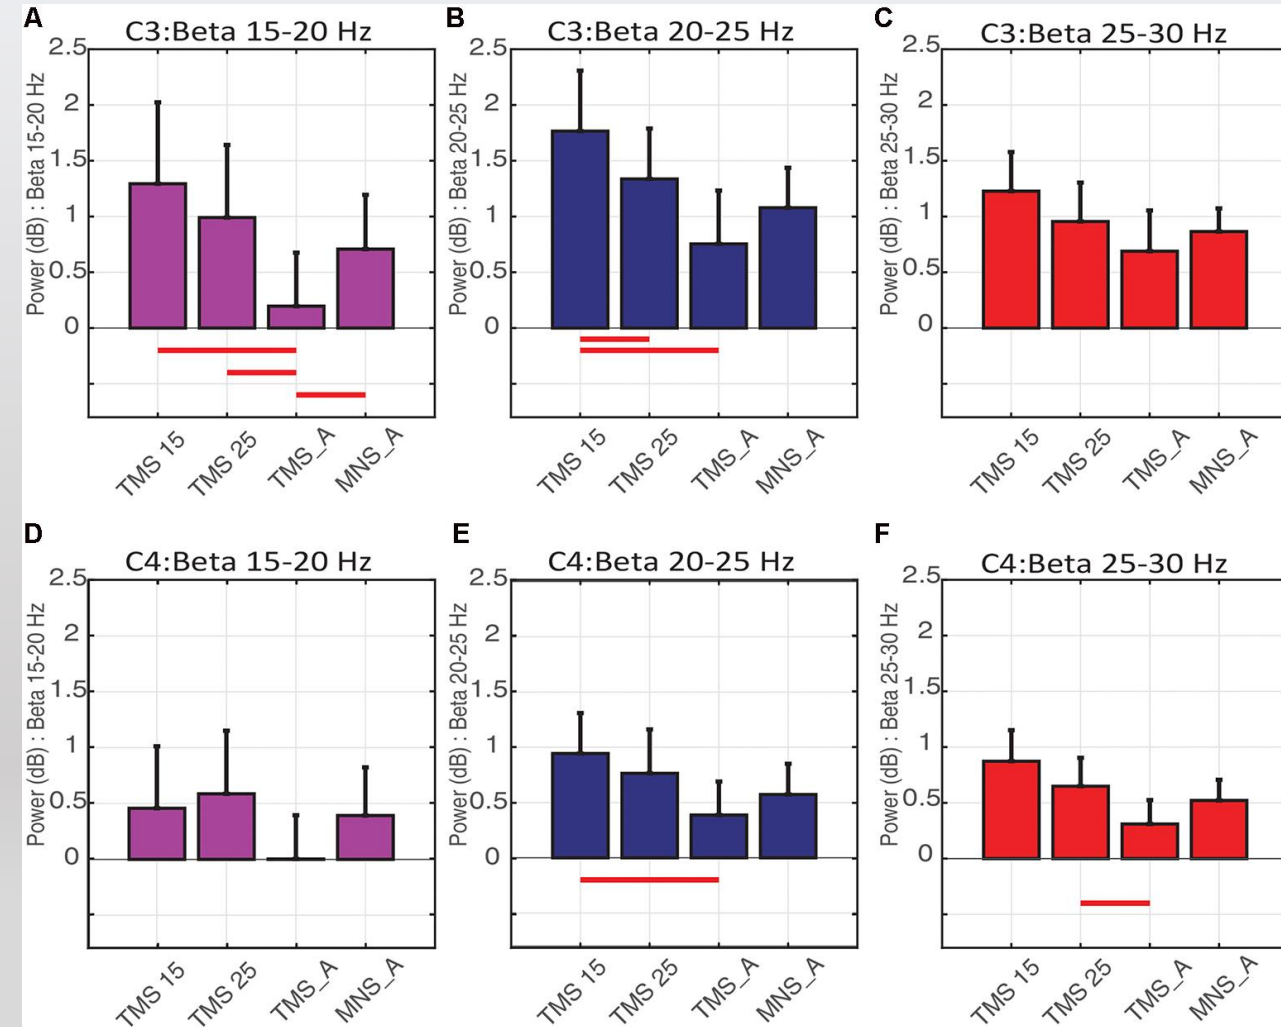 A
C3:Beta 15-20 Hz
Power (dB) : Beta 15-20 Hz
2.5
2
1.5
1
0.5
0
TMS 15
TMS 25
TMS_A
MNS_A
B
C3:Beta 20-25 Hz
Power (dB) : Beta 20-25 Hz
2.5
2
1.5
1
0.5
0
TMS 15
TMS 25
TMS_A
MNS_A
C
C3:Beta 25-30 Hz
Power (dB) : Beta 25-30 Hz
2.5
2
1.5
1
0.5
0
TMS 15
TMS 25
TMS_A
MNS_A
D
C4:Beta 15-20 Hz
Power (dB) : Beta 15-20 Hz
2.5
2
1.5
1
0.5
0
TMS 15
TMS 25
TMS_A
MNS_A
E
C4:Beta 20-25 Hz
Power (dB) : Beta 20-25 Hz
2.5
2
1.5
1
0.5
0
TMS 15
TMS 25
TMS_A
MNS_A
F
C4:Beta 25-30 Hz
Power (dB) : Beta 25-30 Hz
2.5
2
1.5
1
0.5
0
TMS 15
TMS 25
TMS_A
MNS_A